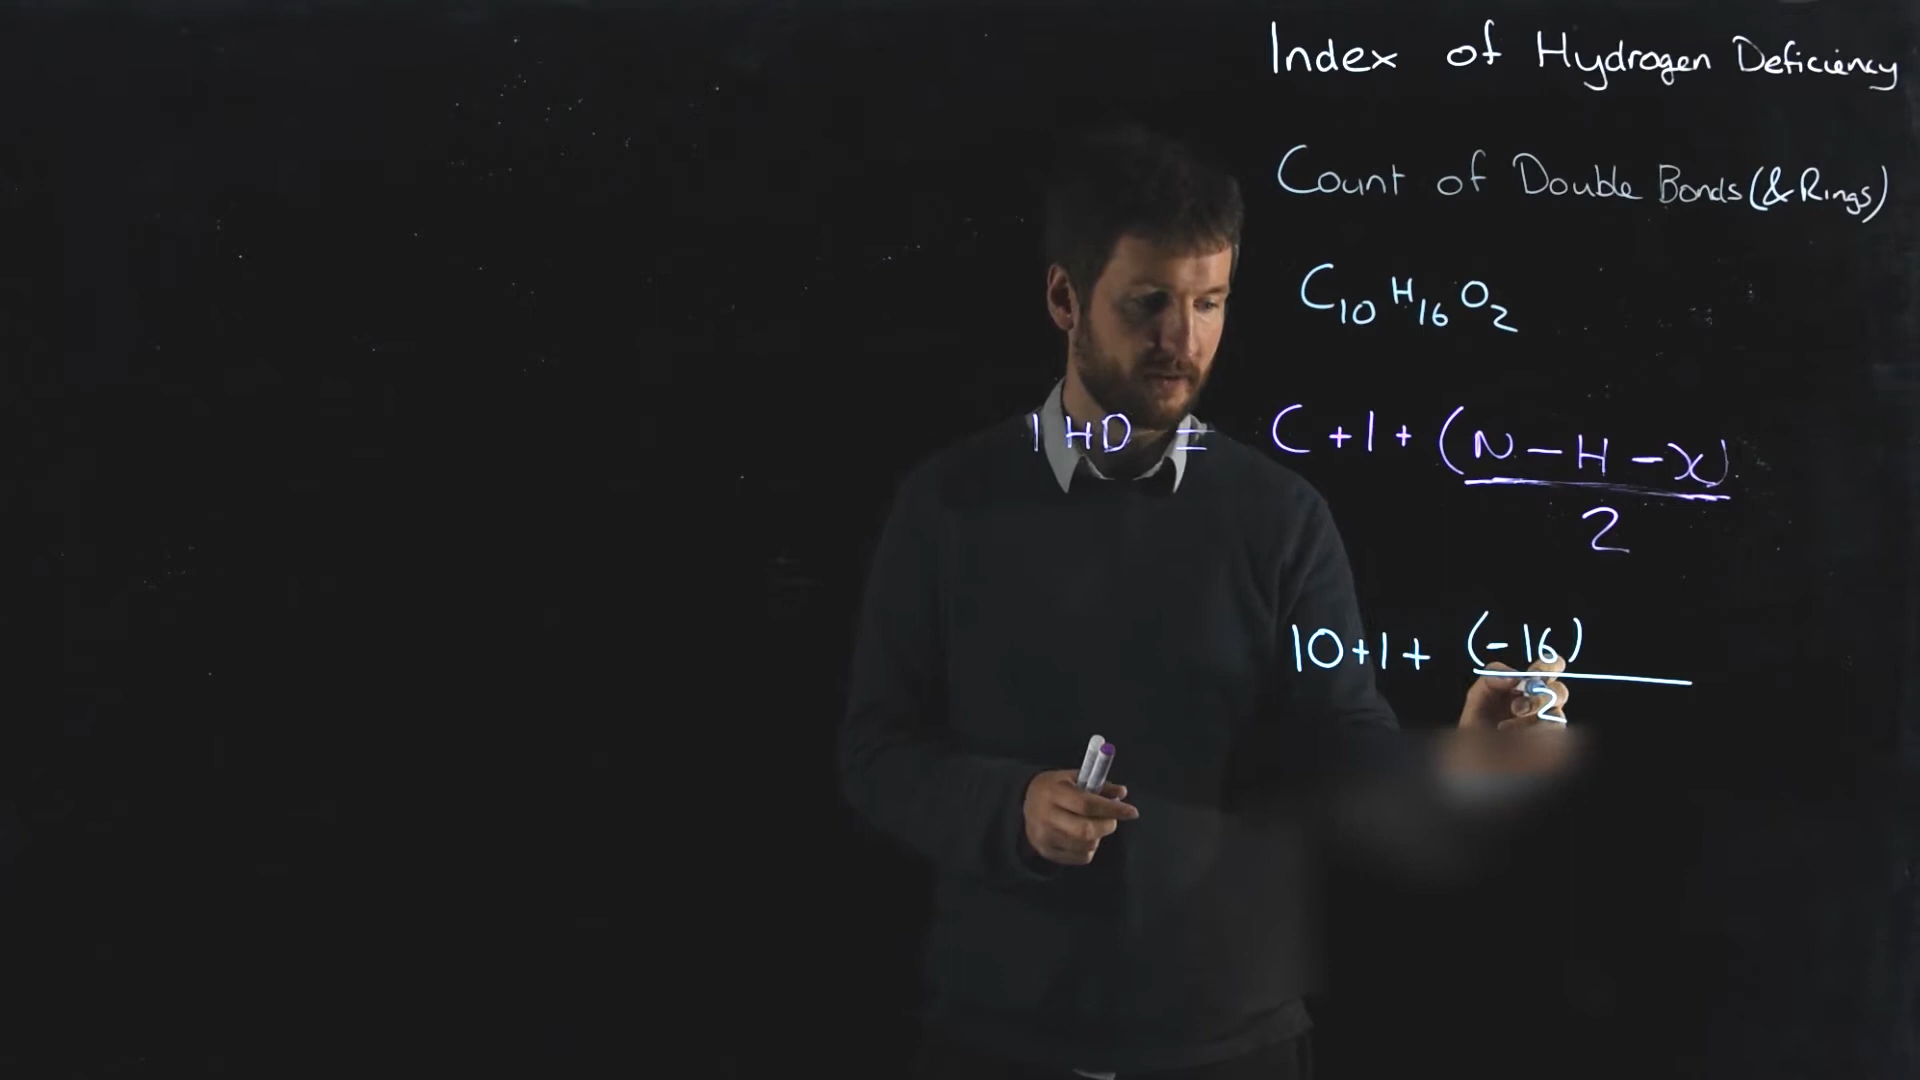 Index of Hydrogen Deficiency
Count of Double Bonds (& Rings)
C10 H16 O2
IHD = C + 1 + (N - H - X)
2
10 + 1 + (-16)
2